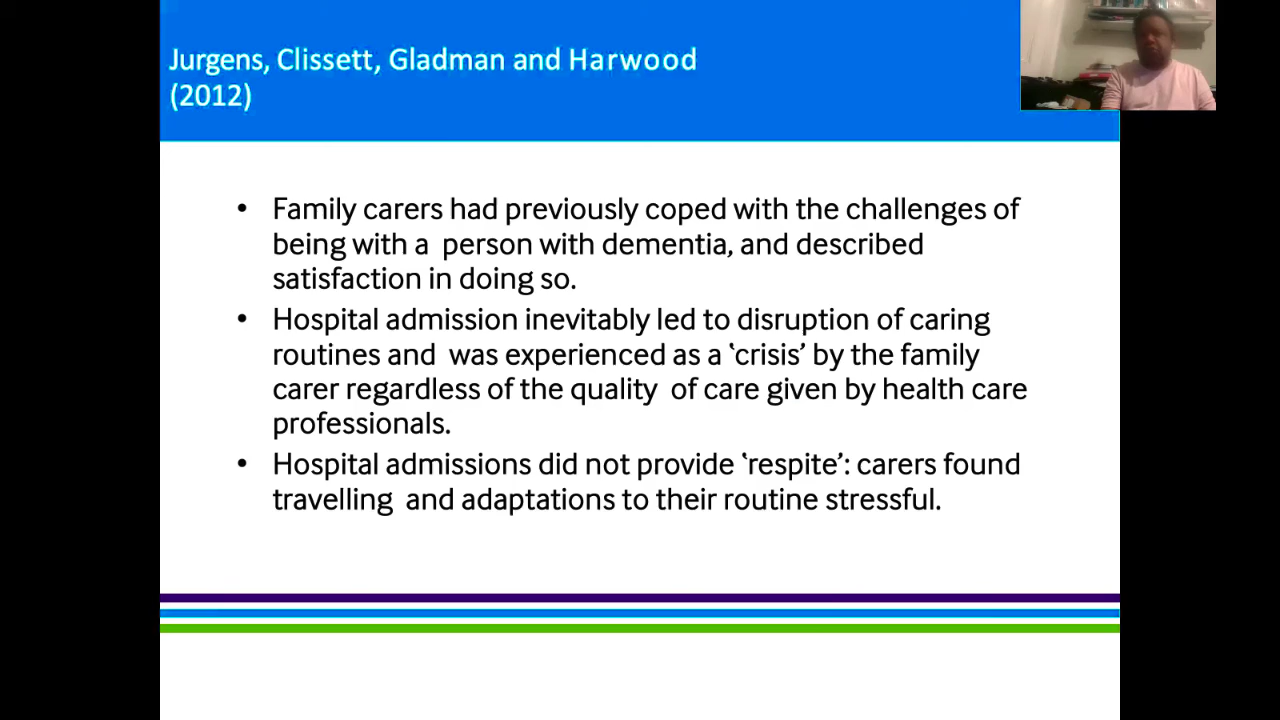 Jurgens, Clissett, Gladman and Harwood
(2012)
• Family carers had previously coped with the challenges of
being with a person with dementia, and described
satisfaction in doing so.
• Hospital admission inevitably led to disruption of caring
routines and was experienced as a ‘crisis’ by the family
carer regardless of the quality of care given by health care
professionals.
• Hospital admissions did not provide ‘respite’: carers found
travelling and adaptations to their routine stressful.